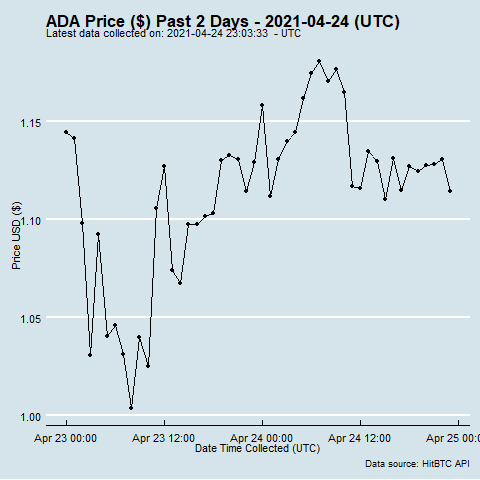 ADA Price ($) Past 2 Days - 2021-04-24 (UTC)
Latest data collected on: 2021-04-24 23:03:33 - UTC
1.15
1.10
1.05
1.00
Price USD ($)
Apr 23 00:00 Apr 23 12:00 Apr 24 00:00 Apr 24 12:00 Apr 25 00
Date Time Collected (UTC)
Data source: HitBTC API